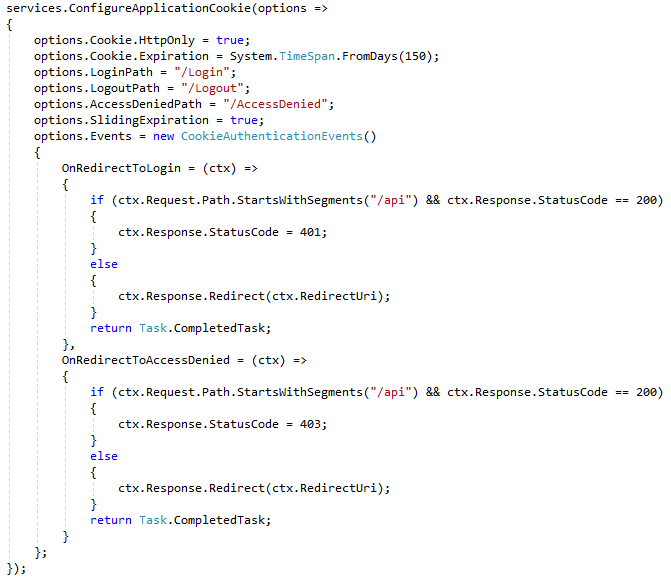 services.ConfigureApplicationCookie(options =>
{
    options.Cookie.HttpOnly = true;
    options.Cookie.Expiration = System.TimeSpan.FromDays(150);
    options.LoginPath = "/Login";
    options.LogoutPath = "/Logout";
    options.AccessDeniedPath = "/AccessDenied";
    options.SlidingExpiration = true;
    options.Events = new CookieAuthenticationEvents()
    {
        OnRedirectToLogin = (ctx) =>
        {
            if (ctx.Request.Path.StartsWithSegments("/api") && ctx.Response.StatusCode == 200)
            {
                ctx.Response.StatusCode = 401;
            }
            else
            {
                ctx.Response.Redirect(ctx.RedirectUri);
            }
            return Task.CompletedTask;
        },
        OnRedirectToAccessDenied = (ctx) =>
        {
            if (ctx.Request.Path.StartsWithSegments("/api") && ctx.Response.StatusCode == 200)
            {
                ctx.Response.StatusCode = 403;
            }
            else
            {
                ctx.Response.Redirect(ctx.RedirectUri);
            }
            return Task.CompletedTask;
        }
    };
});